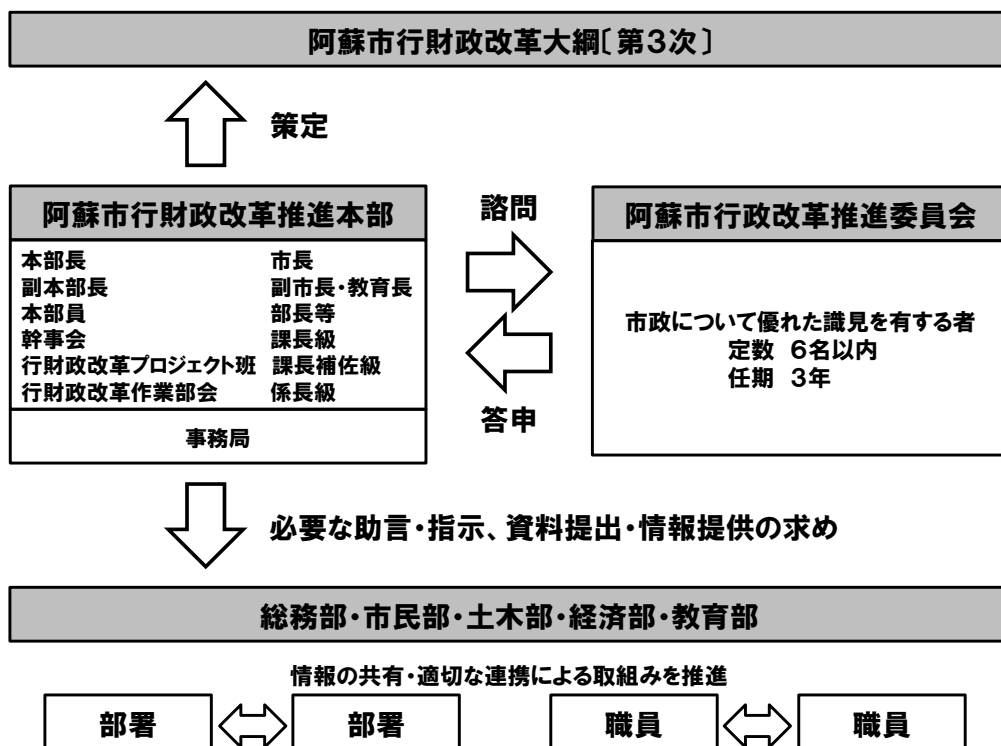 阿蘇市行財政改革大綱〔第3次〕
策定
阿蘇市行財政改革推進本部
本部長 市長
副本部長 副市長・教育長
本部員 部長等
幹事会 課長級
行財政改革プロジェクト班 課長補佐級
行財政改革作業部会 係長級
事務局
諮問
答申
阿蘇市行政改革推進委員会
市政について優れた識見を有する者
定数 6名以内
任期 3年
必要な助言・指示、資料提出・情報提供の求め
総務部・市民部・土木部・経済部・教育部
情報の共有・適切な連携による取組みを推進
部署 部署 職員 職員